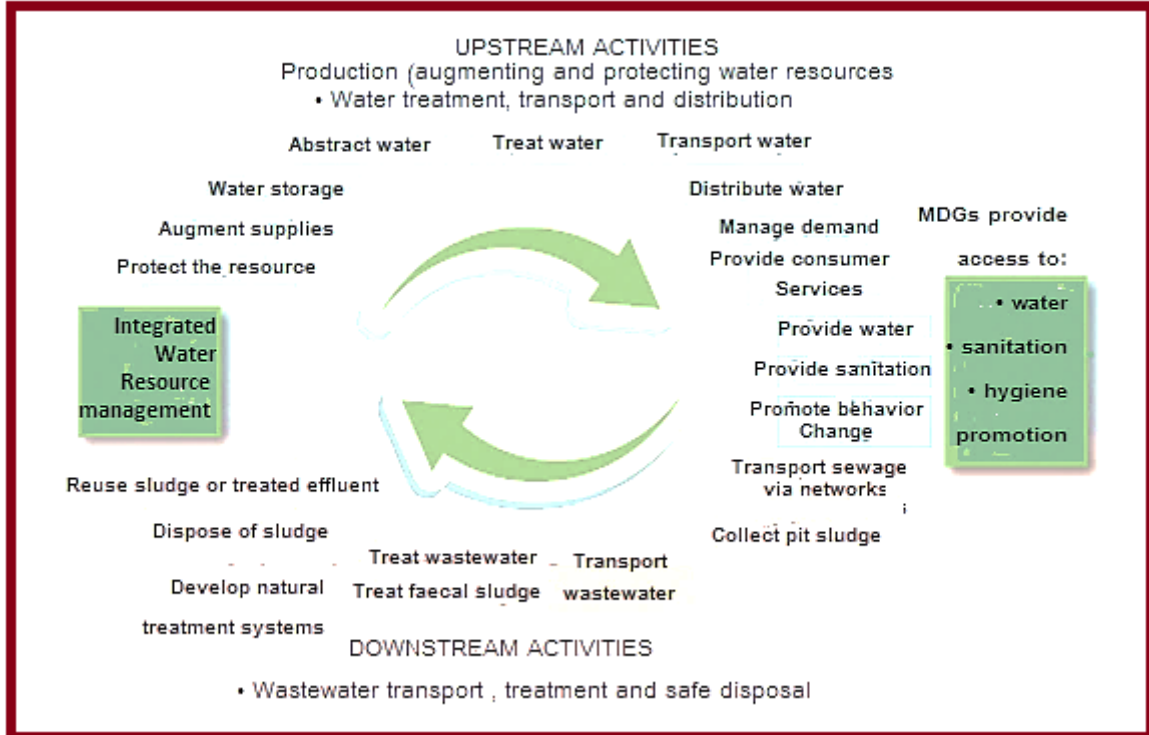 UPSTREAM ACTIVITIES
Production (augmenting and protecting water resources
• Water treatment, transport and distribution
Abstract water
Treat water
Transport water
Water storage
Distribute water
Augment supplies
Manage demand
Protect the resource
Provide consumer
Services
Provide water
Provide sanitation
Promote behavior
Change
MDGs provide
access to:
• water
• sanitation
• hygiene
promotion
Integrated
Water
Resource
management
Transport sewage
via networks
Collect pit sludge
Reuse sludge or treated effluent
Dispose of sludge
Develop natural
treatment systems
Treat wastewater
Treat faecal sludge
Transport
wastewater
DOWNSTREAM ACTIVITIES
• Wastewater transport , treatment and safe disposal